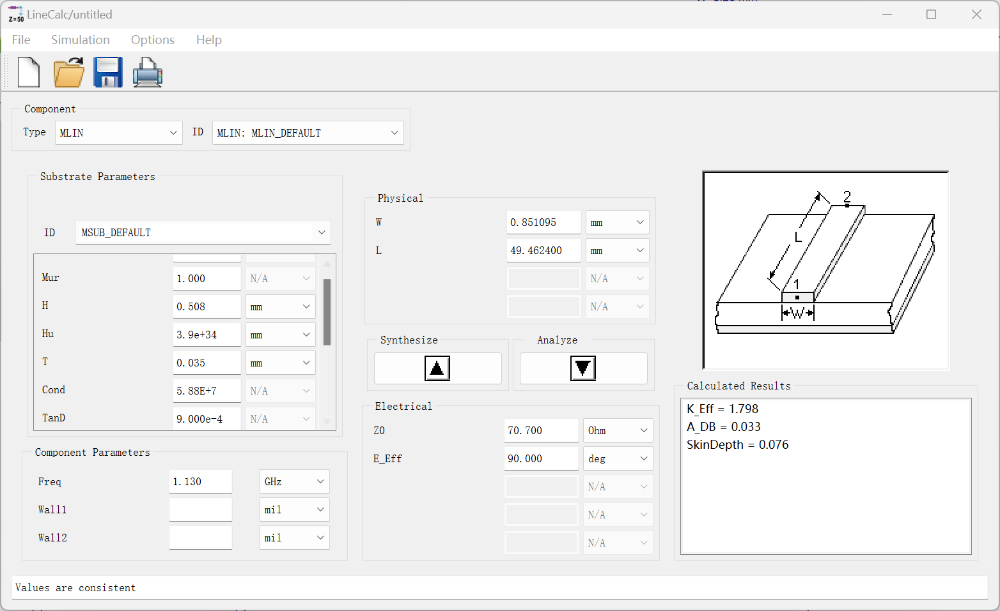 Z=50 LineCalc/untitled
File Simulation Options Help
Component
Type MLIN ID MLIN: MLIN_DEFAULT
Substrate Parameters
ID MSUB_DEFAULT
Mur 1.000 N/A
H 0.508 mm
Hu 3.9e+34 mm
T 0.035 mm
Cond 5.88E+7 N/A
TanD 9.000e-4 N/A
Component Parameters
Freq 1.130 GHz
Wall1 mil
Wall2 mil
Physical
W 0.851095 mm
L 49.462400 mm
N/A
N/A
Synthesize Analyze
Electrical
Z0 70.700 Ohm
E_Eff 90.000 deg
N/A
N/A
N/A
2
L
1
W
Calculated Results
K_Eff = 1.798
A_DB = 0.033
SkinDepth = 0.076
Values are consistent